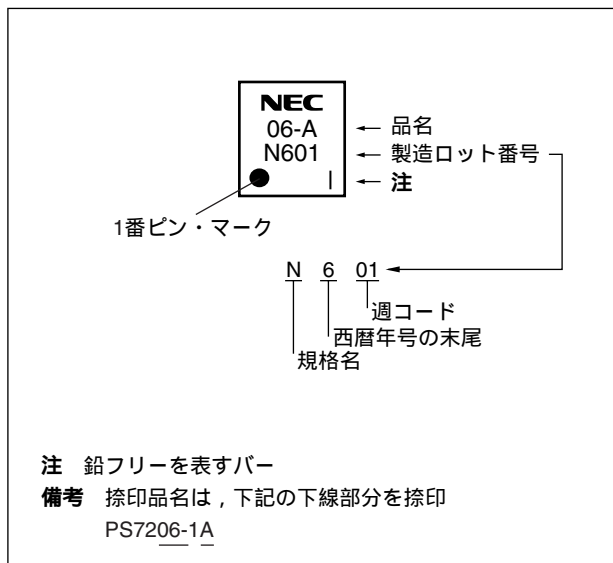 NEC
06-A
N601
|
品名
製造ロット番号
注
1番ピン・マーク
N 6 01
週コード
西暦年号の末尾
規格名
注 鉛フリーを表すバー
備考 捺印品名は，下記の下線部分を捺印
PS7206-1A